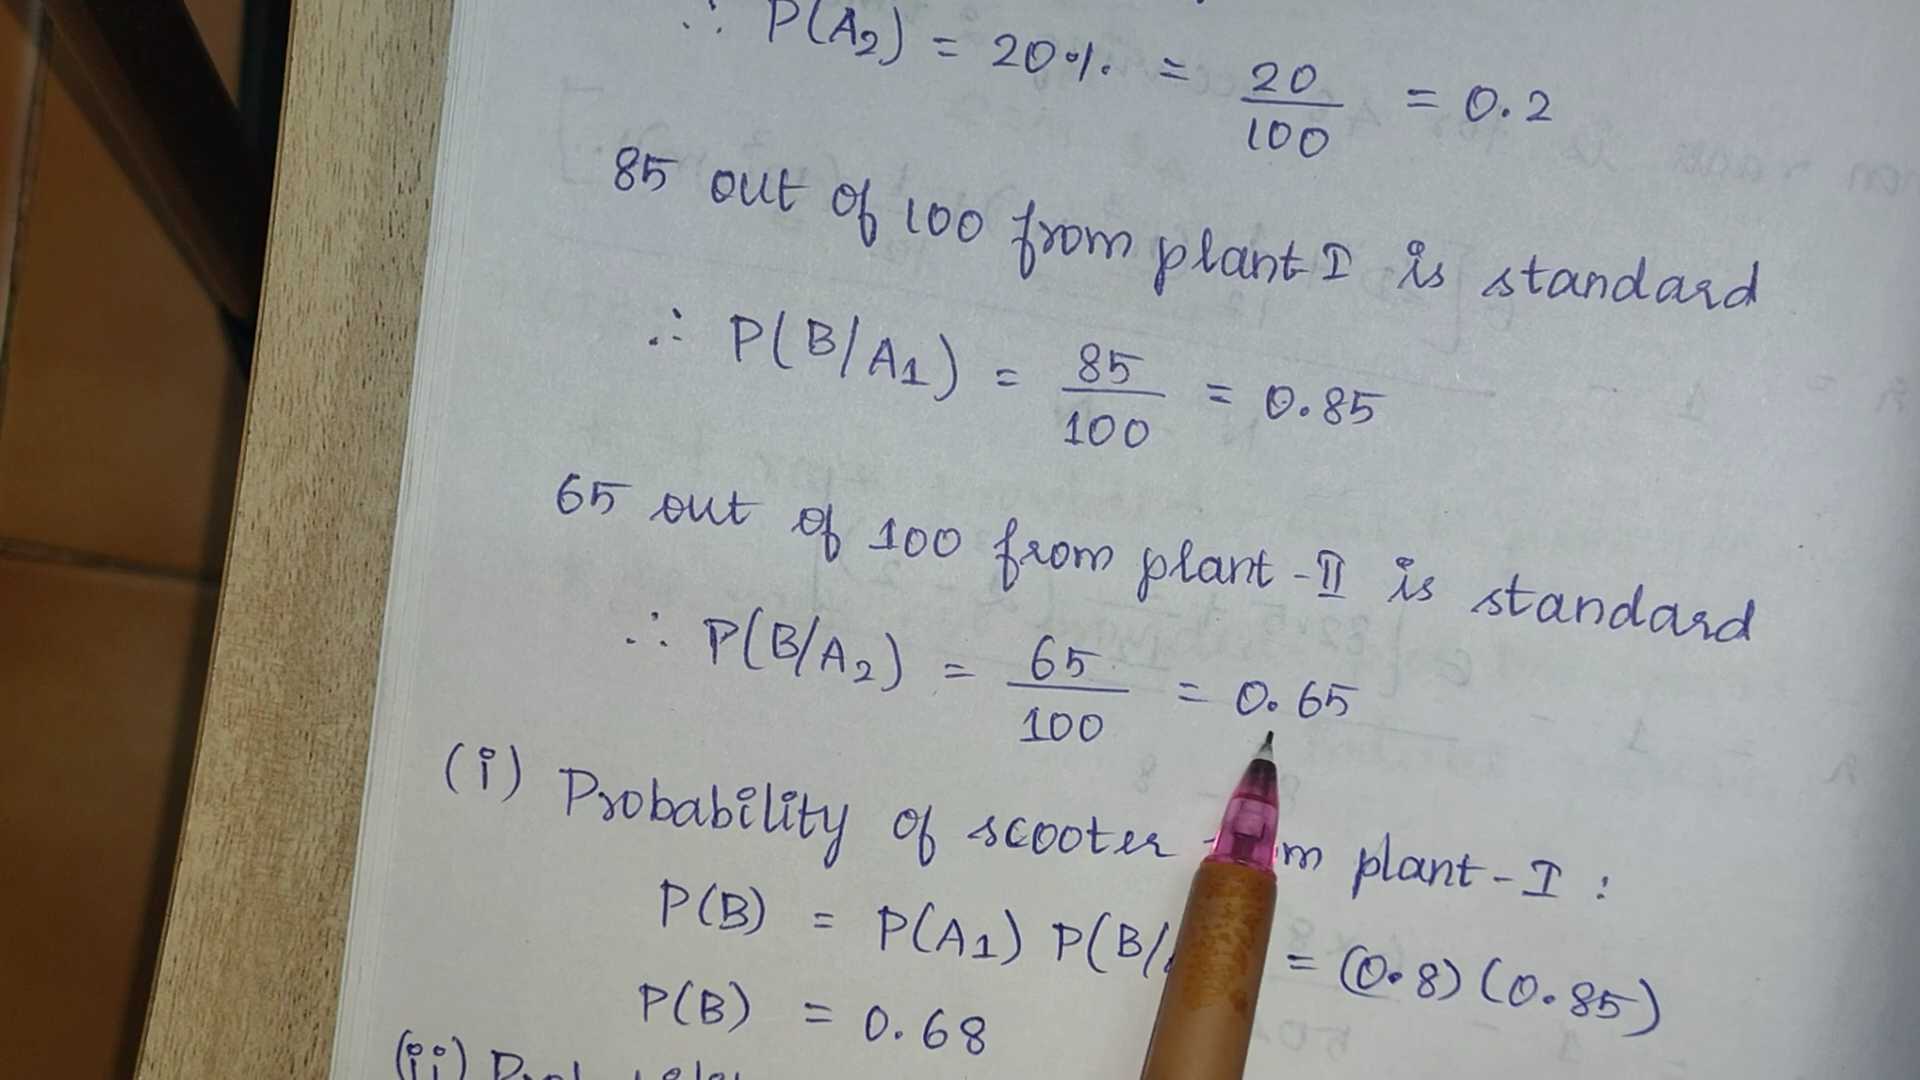 ∴ P(A₂) = 20% = 20/100 = 0.2
85 out of 100 from plant I is standard
∴ P(B/A₁) = 85/100 = 0.85
65 out of 100 from plant-II is standard
∴ P(B/A₂) = 65/100 = 0.65
(i) Probability of scooter plant-I :
P(B) = P(A₁) P(B/ = (0.8)(0.85)
P(B) = 0.68
(ii)